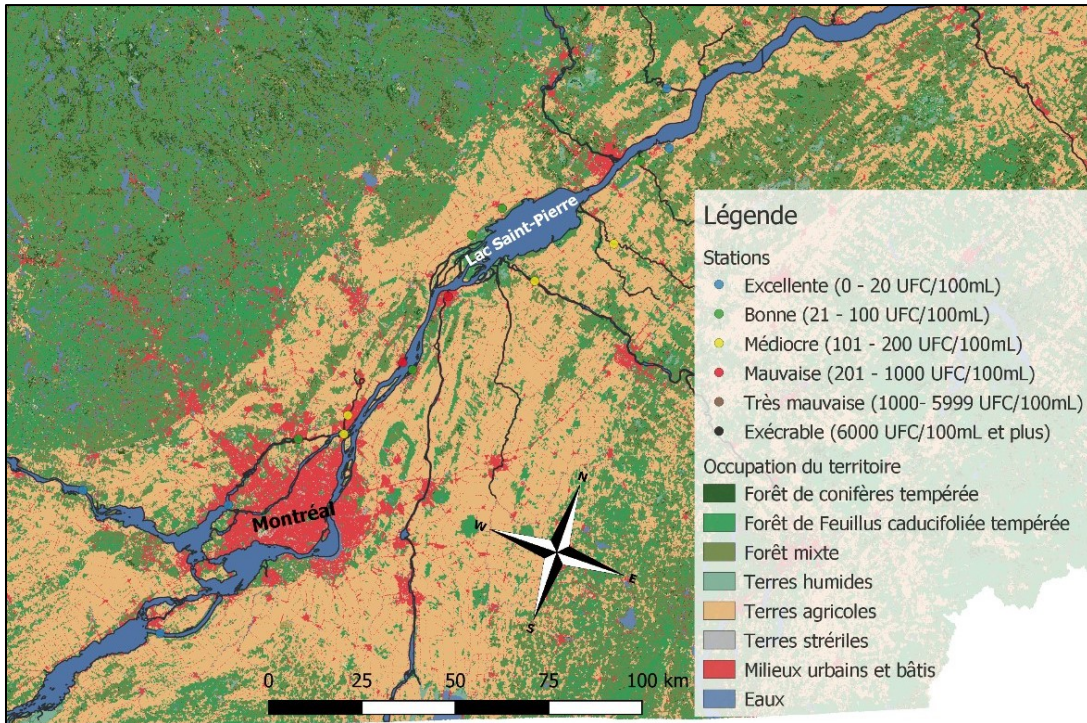 Lac Saint-Pierre
Montréal
N
W
E
S
0 25 50 75 100 km
Légende
Stations
Excellente (0 - 20 UFC/100mL)
Bonne (21 - 100 UFC/100mL)
Médiocre (101 - 200 UFC/100mL)
Mauvaise (201 - 1000 UFC/100mL)
Très mauvaise (1000- 5999 UFC/100mL)
Exécrable (6000 UFC/100mL et plus)
Occupation du territoire
Forêt de conifères tempérée
Forêt de Feuillus caducifoliée tempérée
Forêt mixte
Terres humides
Terres agricoles
Terres strériles
Milieux urbains et bâtis
Eaux